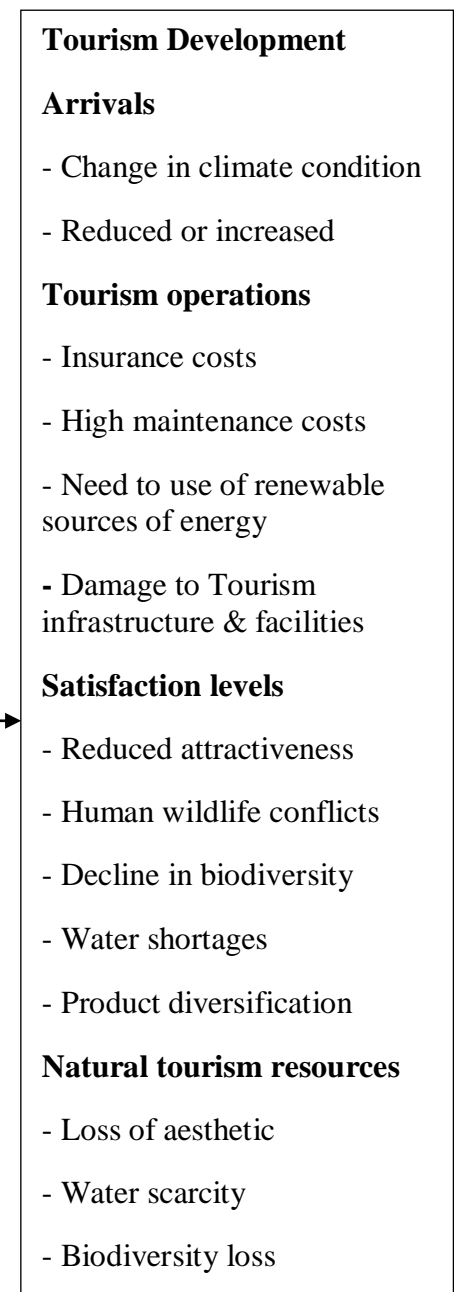 Tourism Development
Arrivals
- Change in climate condition
- Reduced or increased
Tourism operations
- Insurance costs
- High maintenance costs
- Need to use of renewable
sources of energy
- Damage to Tourism
infrastructure & facilities
Satisfaction levels
- Reduced attractiveness
- Human wildlife conflicts
- Decline in biodiversity
- Water shortages
- Product diversification
Natural tourism resources
- Loss of aesthetic
- Water scarcity
- Biodiversity loss